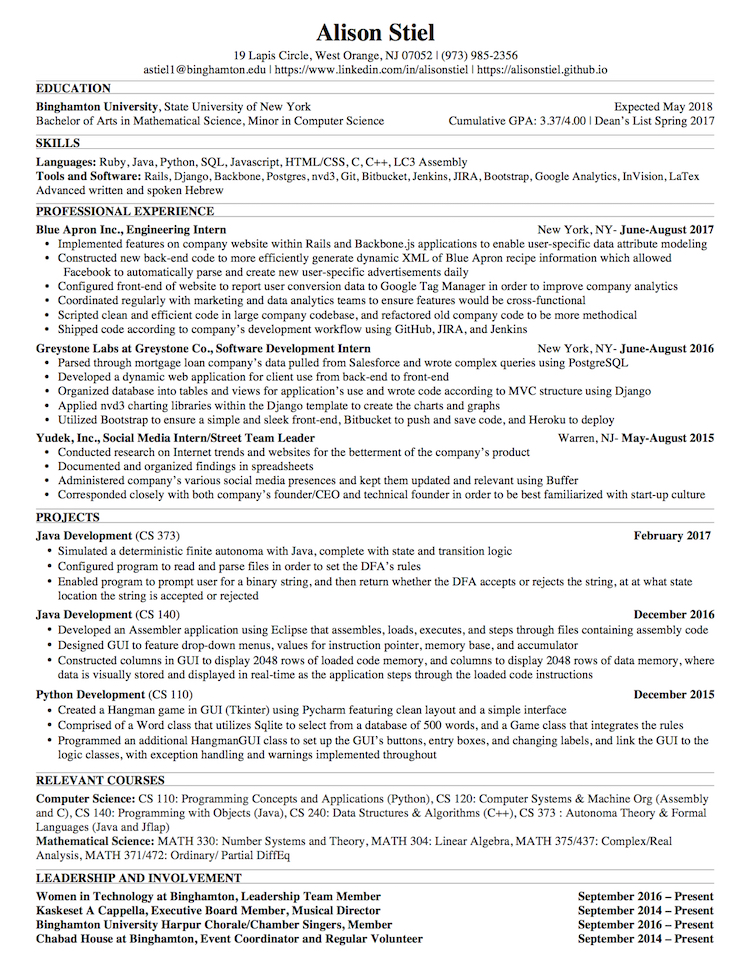 Alison Stiel
19 Lapis Circle, West Orange, NJ 07052 | (973) 985-2356
astiel1@binghamton.edu | https://www.linkedin.com/in/alisonstiel | https://alisonstiel.github.io
EDUCATION
Binghamton University, State University of New York Expected May 2018
Bachelor of Arts in Mathematical Science, Minor in Computer Science Cumulative GPA: 3.37/4.00 | Dean's List Spring 2017
SKILLS
Languages: Ruby, Java, Python, SQL, Javascript, HTML/CSS, C, C++, LC3 Assembly
Tools and Software: Rails, Django, Backbone, Postgres, nvd3, Git, Bitbucket, Jenkins, JIRA, Bootstrap, Google Analytics, InVision, LaTex
Advanced written and spoken Hebrew
PROFESSIONAL EXPERIENCE
Blue Apron Inc., Engineering Intern New York, NY- June-August 2017
• Implemented features on company website within Rails and Backbone.js applications to enable user-specific data attribute modeling
• Constructed new back-end code to more efficiently generate dynamic XML of Blue Apron recipe information which allowed
Facebook to automatically parse and create new user-specific advertisements daily
• Configured front-end of website to report user conversion data to Google Tag Manager in order to improve company analytics
• Coordinated regularly with marketing and data analytics teams to ensure features would be cross-functional
• Scripted clean and efficient code in large company codebase, and refactored old company code to be more methodical
• Shipped code according to company's development workflow using GitHub, JIRA, and Jenkins
Greystone Labs at Greystone Co., Software Development Intern New York, NY- June-August 2016
• Parsed through mortgage loan company's data pulled from Salesforce and wrote complex queries using PostgreSQL
• Developed a dynamic web application for client use from back-end to front-end
• Organized database into tables and views for application's use and wrote code according to MVC structure using Django
• Applied nvd3 charting libraries within the Django template to create the charts and graphs
• Utilized Bootstrap to ensure a simple and sleek front-end, Bitbucket to push and save code, and Heroku to deploy
Yudek, Inc., Social Media Intern/Street Team Leader Warren, NJ- May-August 2015
• Conducted research on Internet trends and websites for the betterment of the company's product
• Documented and organized findings in spreadsheets
• Administered company's various social media presences and kept them updated and relevant using Buffer
• Corresponded closely with both company's founder/CEO and technical founder in order to be best familiarized with start-up culture
PROJECTS
Java Development (CS 373) February 2017
• Simulated a deterministic finite autonoma with Java, complete with state and transition logic
• Configured program to read and parse files in order to set the DFA's rules
• Enabled program to prompt user for a binary string, and then return whether the DFA accepts or rejects the string, at at what state
location the string is accepted or rejected
Java Development (CS 140) December 2016
• Developed an Assembler application using Eclipse that assembles, loads, executes, and steps through files containing assembly code
• Designed GUI to feature drop-down menus, values for instruction pointer, memory base, and accumulator
• Constructed columns in GUI to display 2048 rows of loaded code memory, and columns to display 2048 rows of data memory, where
data is visually stored and displayed in real-time as the application steps through the loaded code instructions
Python Development (CS 110) December 2015
• Created a Hangman game in GUI (Tkinter) using Pycharm featuring clean layout and a simple interface
• Comprised of a Word class that utilizes Sqlite to select from a database of 500 words, and a Game class that integrates the rules
• Programmed an additional HangmanGUI class to set up the GUI's buttons, entry boxes, and changing labels, and link the GUI to the
logic classes, with exception handling and warnings implemented throughout
RELEVANT COURSES
Computer Science: CS 110: Programming Concepts and Applications (Python), CS 120: Computer Systems & Machine Org (Assembly
and C), CS 140: Programming with Objects (Java), CS 240: Data Structures & Algorithms (C++), CS 373 : Autonoma Theory & Formal
Languages (Java and Jflap)
Mathematical Science: MATH 330: Number Systems and Theory, MATH 304: Linear Algebra, MATH 375/437: Complex/Real
Analysis, MATH 371/472: Ordinary/ Partial DiffEq
LEADERSHIP AND INVOLVEMENT
Women in Technology at Binghamton, Leadership Team Member September 2016 – Present
Kaskeset A Cappella, Executive Board Member, Musical Director September 2014 – Present
Binghamton University Harpur Chorale/Chamber Singers, Member September 2014 – Present
Chabad House at Binghamton, Event Coordinator and Regular Volunteer September 2014 – Present